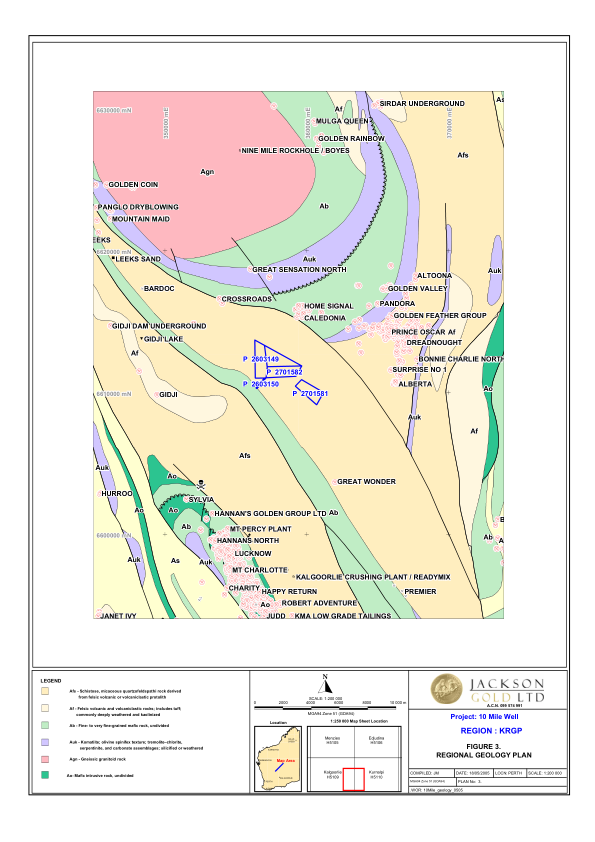 6630000 mN
350000 mE
360000 mE
370000 mE
SIRDAR UNDERGROUND
Af
MULGA QUEEN
GOLDEN RAINBOW
NINE MILE ROCKHOLE / BOYES
Afs
Agn
GOLDEN COIN
PANGLO DRYBLOWING
Ab
MOUNTAIN MAID
EEKS
6620000 mN
LEEKS SAND
Auk
GREAT SENSATION NORTH
ALTOONA
Auk
BARDOC
GOLDEN VALLEY
CROSSROADS
HOME SIGNAL
PANDORA
CALEDONIA
GOLDEN FEATHER GROUP
GIDJI DAM UNDERGROUND
PRINCE OSCAR Af
GIDJI LAKE
DREADNOUGHT
Af
P 2603149
BONNIE CHARLIE NORTH
P 2701582
SURPRISE NO 1
P 2603150
ALBERTA
Ao
6610000 mN
GIDJI
P 2701581
Auk
Af
Afs
Auk
Ao
GREAT WONDER
HURROO
SYLVIA
Ao
Ao
HANNAN'S GOLDEN GROUP LTD Ab
Ab
MT PERCY PLANT
6600000 mN
HANNANS NORTH
Ab
Auk
As
Auk
LUCKNOW
MT CHARLOTTE
KALGOORLIE CRUSHING PLANT / READYMIX
CHARITY
HAPPY RETURN
PREMIER
Ao
ROBERT ADVENTURE
JANET IVY
JUDD
KMA LOW GRADE TAILINGS
LEGEND
Afs - Schistose, micaceous quartzofeldspathi rock derived
from felsic volcanic or volcaniclastic protolith
Af - Felsic volcanic and volcaniclastic rocks; includes tuff;
commonly deeply weathered and kaolinized
Ab - Fine- to very fine-grained mafic rock, undivided
Auk - Komatiite; olivine spinifex texture; tremolite-chlorite,
serpentinite, and carbonate assemblages; silicified or weathered
Agn - Gneissic granitoid rock
Ao - Mafic intrusive rock, undivided
N
SCALE: 1:200 000
0 2000 4000 6000 8000 10 000 m
MGA94 Zone 51 (GDA94)
Location
Map Area
1:250 000 Map Sheet Location
Menzies
Edjudina
Kalgoorlie
Kurnalpi
JACKSON
GOLD LTD
Project: 10 Mile Well
REGION : KRGP
FIGURE 3.
REGIONAL GEOLOGY PLAN
COMPILED: JM
DATE: 18/05/2005
LOCN: PERTH
SCALE: 1:200 000
MGA94 Zone 51 (GDA94)
PLAN No: 3.
WOR: 10Mile_geology_0505